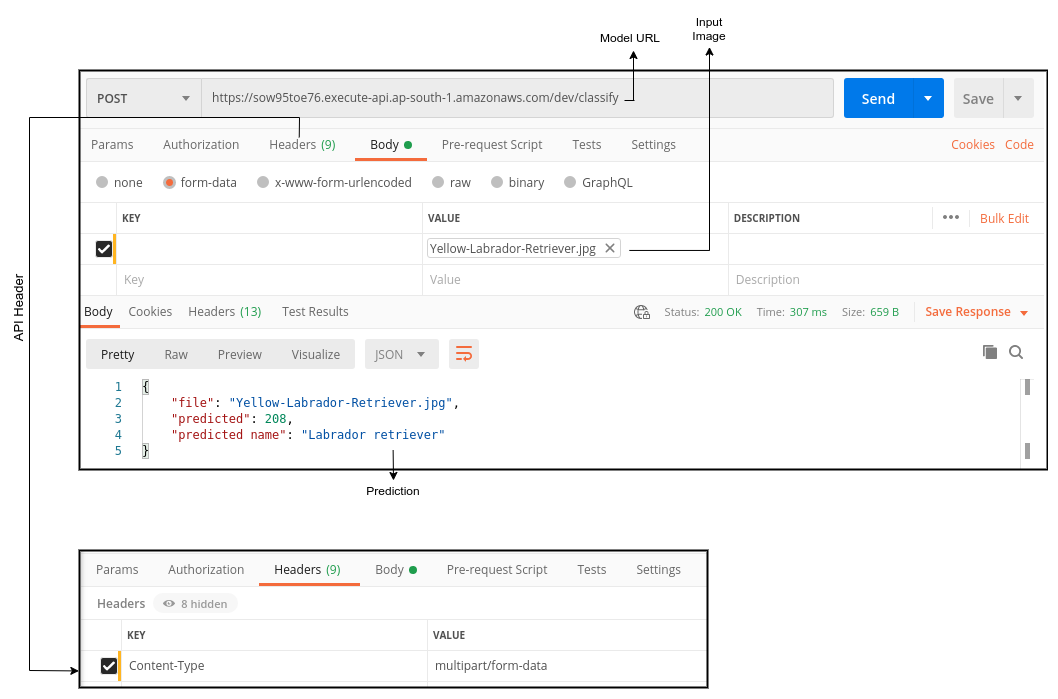 Input
Image
Model URL
POST https://sow95toe76.execute-api.ap-south-1.amazonaws.com/dev/classify Send Save
Params Authorization Headers (9) Body Pre-request Script Tests Settings Cookies Code
none form-data x-www-form-urlencoded raw binary GraphQL
KEY VALUE DESCRIPTION ••• Bulk Edit
Yellow-Labrador-Retriever.jpg
Key Value Description
API Header
Body Cookies Headers (13) Test Results Status: 200 OK Time: 307 ms Size: 659 B Save Response
Pretty Raw Preview Visualize JSON
1 {
2 "file": "Yellow-Labrador-Retriever.jpg",
3 "predicted": 208,
4 "predicted name": "Labrador retriever"
5 }
Prediction
Params Authorization Headers (9) Body Pre-request Script Tests Settings
Headers 8 hidden
KEY VALUE
Content-Type multipart/form-data